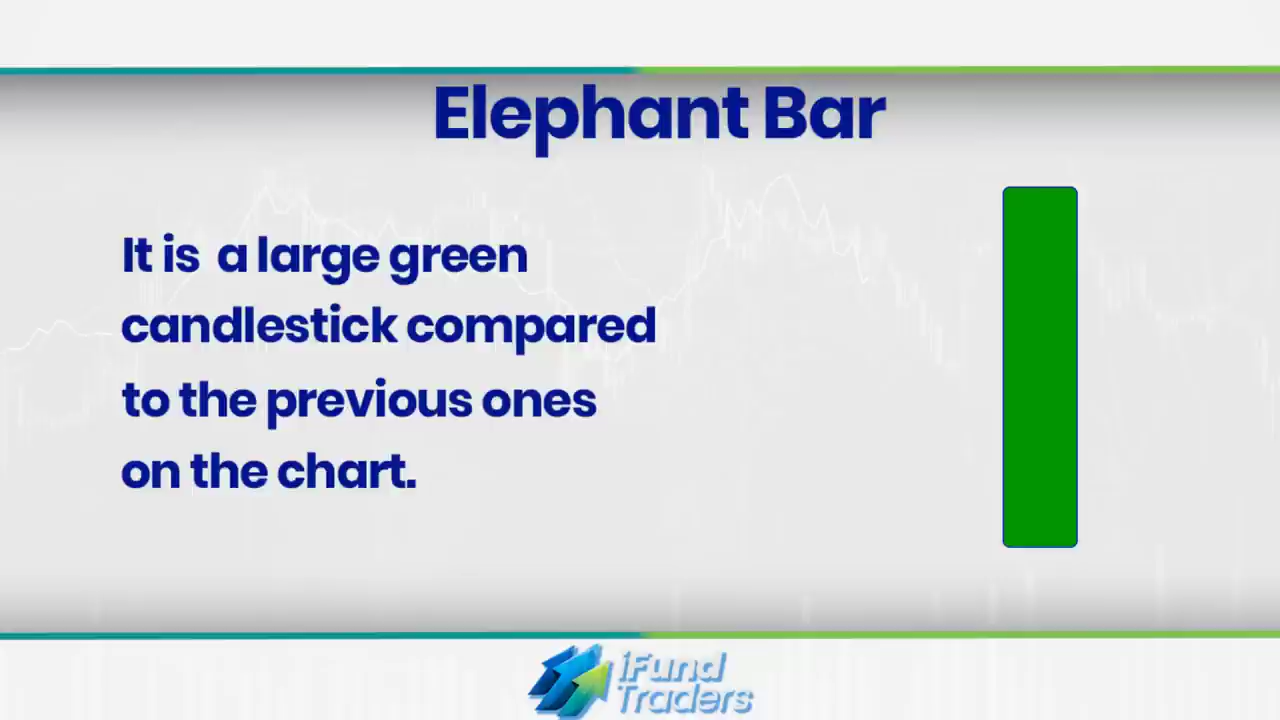 Elephant Bar
It is a large green
candlestick compared
to the previous ones
on the chart.
iFund
Traders